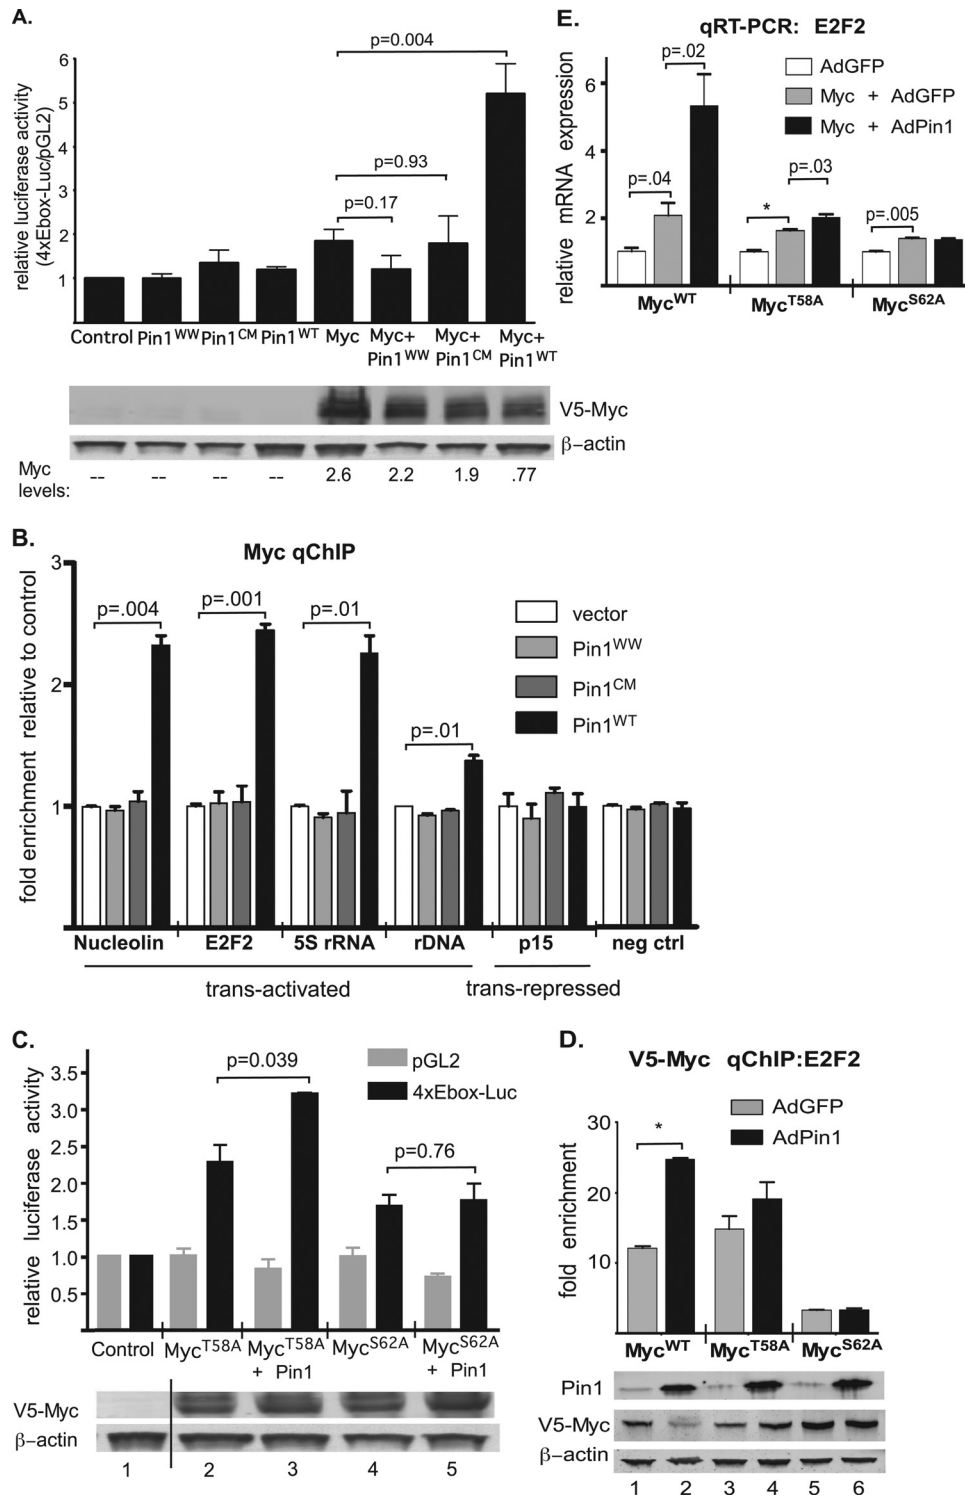 A.
p=0.004
p=0.93
p=0.17
relative luciferase activity
(4xEbox-Luc/pGL2)
6
5
4
3
2
1
Control Pin1WW Pin1CM Pin1WT Myc Myc+ Myc+ Myc+
Pin1WW Pin1CM Pin1WT
V5-Myc
β-actin
Myc
levels:
-- -- -- -- 2.6 2.2 1.9 .77
E.
qRT-PCR: E2F2
AdGFP
Myc + AdGFP
Myc + AdPin1
p=.02
p=.04
p=.03
*
p=.005
relative mRNA expression
6
4
2
MycWT MycT58A MycS62A
B.
Myc qChIP
fold enrichment relative to control
3
2
1
p=.004 p=.001 p=.01
p=.01
vector
Pin1WW
Pin1CM
Pin1WT
Nucleolin E2F2 5S rRNA rDNA p15 neg ctrl
trans-activated trans-repressed
C.
p=0.039
pGL2
4xEbox-Luc
p=0.76
relative luciferase activity
3.5
3.0
2.5
2.0
1.5
1.0
0.5
Control MycT58A MycT58A MycS62A MycS62A
+ Pin1 + Pin1
V5-Myc
β-actin
1 2 3 4 5
D.
V5-Myc qChIP:E2F2
AdGFP
AdPin1
*
fold enrichment
30
20
10
MycWT MycT58A MycS62A
Pin1
V5-Myc
β-actin
1 2 3 4 5 6